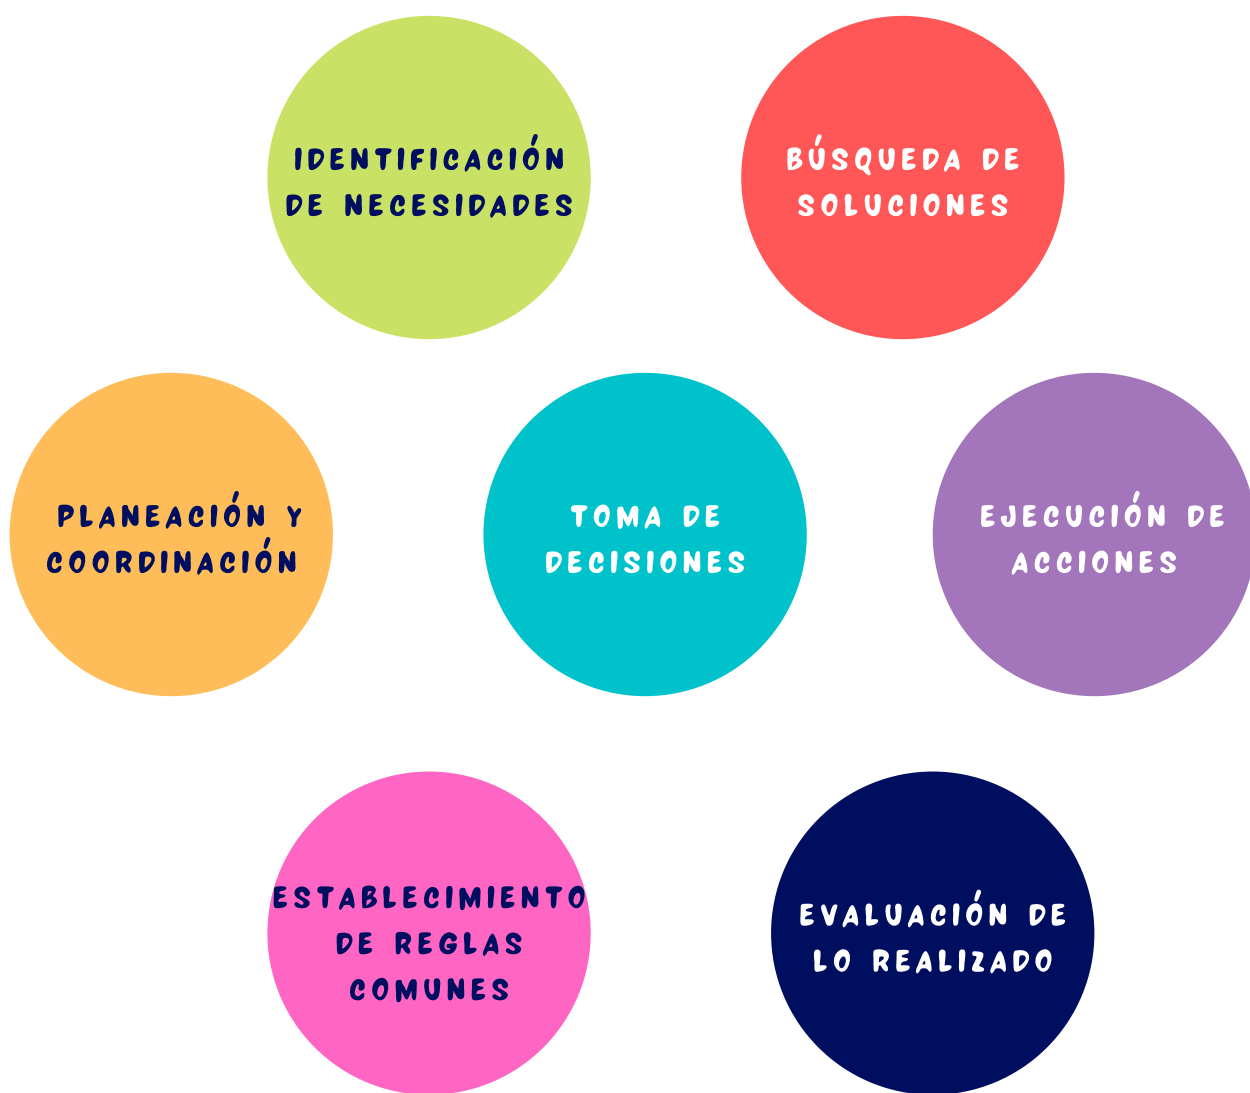 IDENTIFICACIÓN
DE NECESIDADES
BÚSQUEDA DE
SOLUCIONES
PLANEACIÓN Y
COORDINACIÓN
TOMA DE
DECISIONES
EJECUCIÓN DE
ACCIONES
ESTABLECIMIENTO
DE REGLAS
COMUNES
EVALUACIÓN DE
LO REALIZADO